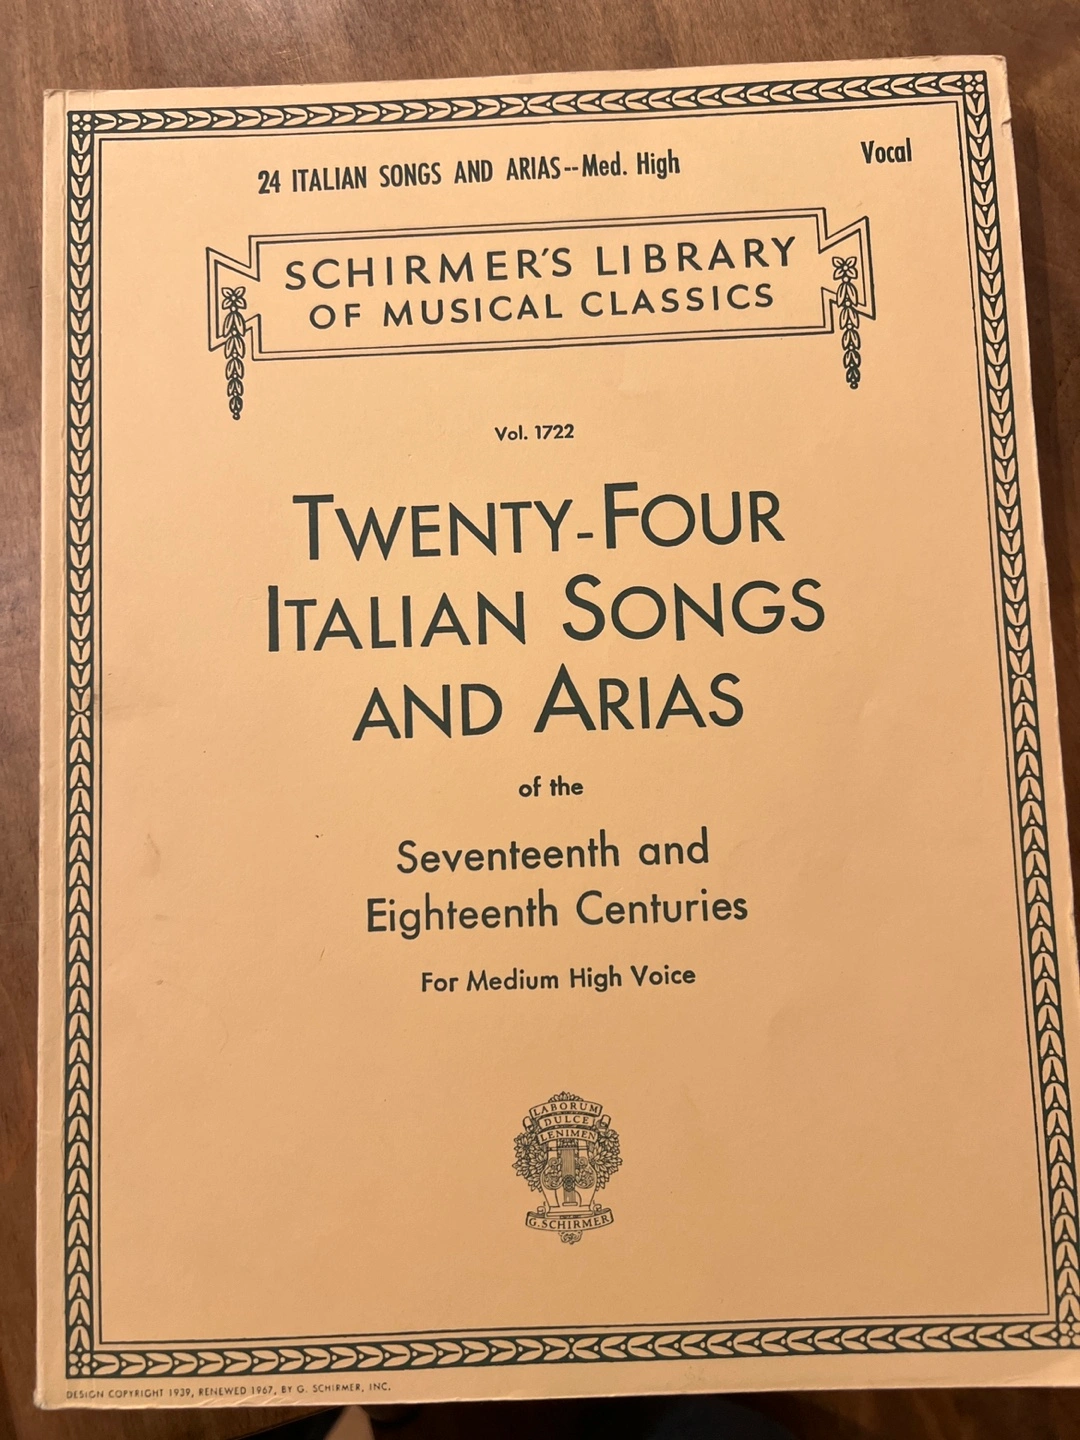 24 ITALIAN SONGS AND ARIAS--Med. High
Vocal
SCHIRMER'S LIBRARY
OF MUSICAL CLASSICS
Vol. 1722
TWENTY-FOUR
ITALIAN SONGS
AND ARIAS
of the
Seventeenth and
Eighteenth Centuries
For Medium High Voice
LABORUM
DULCE
LENIMEN
G. SCHIRMER
DESIGN COPYRIGHT 1939, RENEWED 1967, BY G. SCHIRMER, INC.